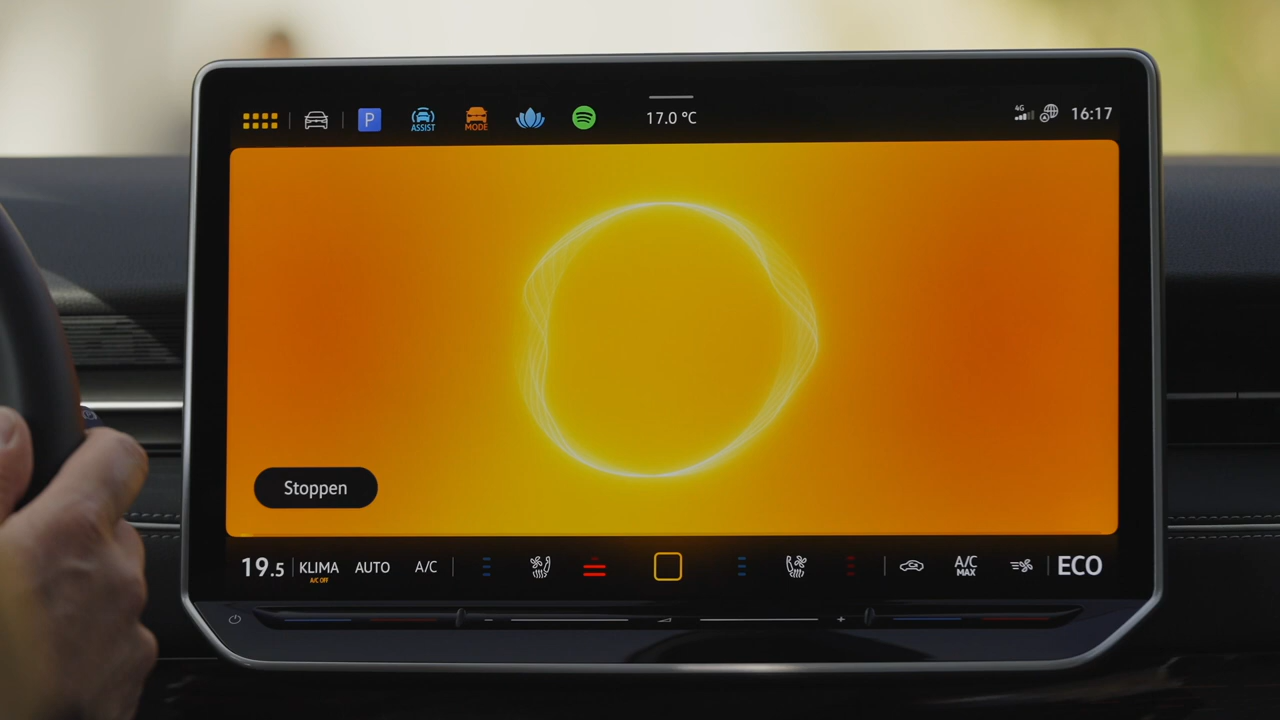 P
ASSIST
MODE
17.0 °C
4G
16:17
Stoppen
19.5
KLIMA
A/C OFF
AUTO
A/C
A/C
MAX
ECO